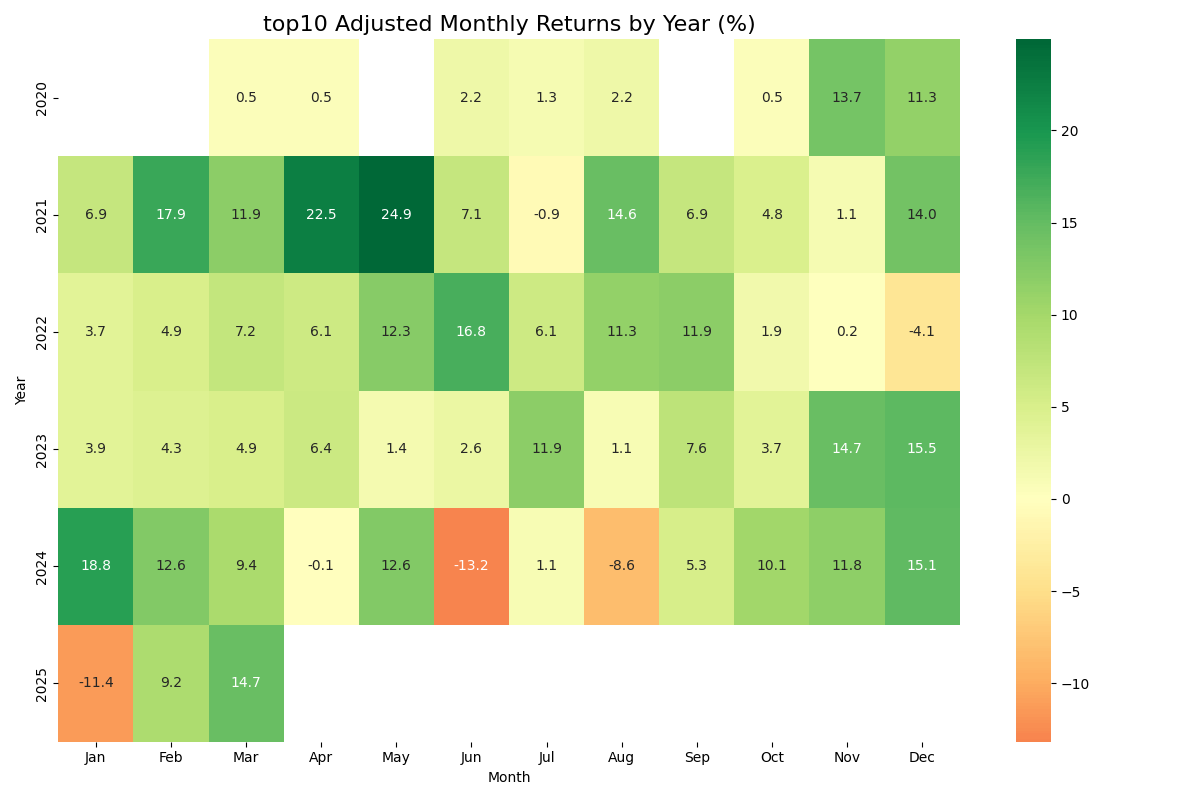 top10 Adjusted Monthly Returns by Year (%)
2020 0.5 0.5 2.2 1.3 2.2 0.5 13.7 11.3
2021 6.9 17.9 11.9 22.5 24.9 7.1 -0.9 14.6 6.9 4.8 1.1 14.0
2022 3.7 4.9 7.2 6.1 12.3 16.8 6.1 11.3 11.9 1.9 0.2 -4.1
Year
2023 3.9 4.3 4.9 6.4 1.4 2.6 11.9 1.1 7.6 3.7 14.7 15.5
2024 18.8 12.6 9.4 -0.1 12.6 -13.2 1.1 -8.6 5.3 10.1 11.8 15.1
2025 -11.4 9.2 14.7
Jan Feb Mar Apr May Jun Jul Aug Sep Oct Nov Dec
Month
20
15
10
5
0
−5
−10